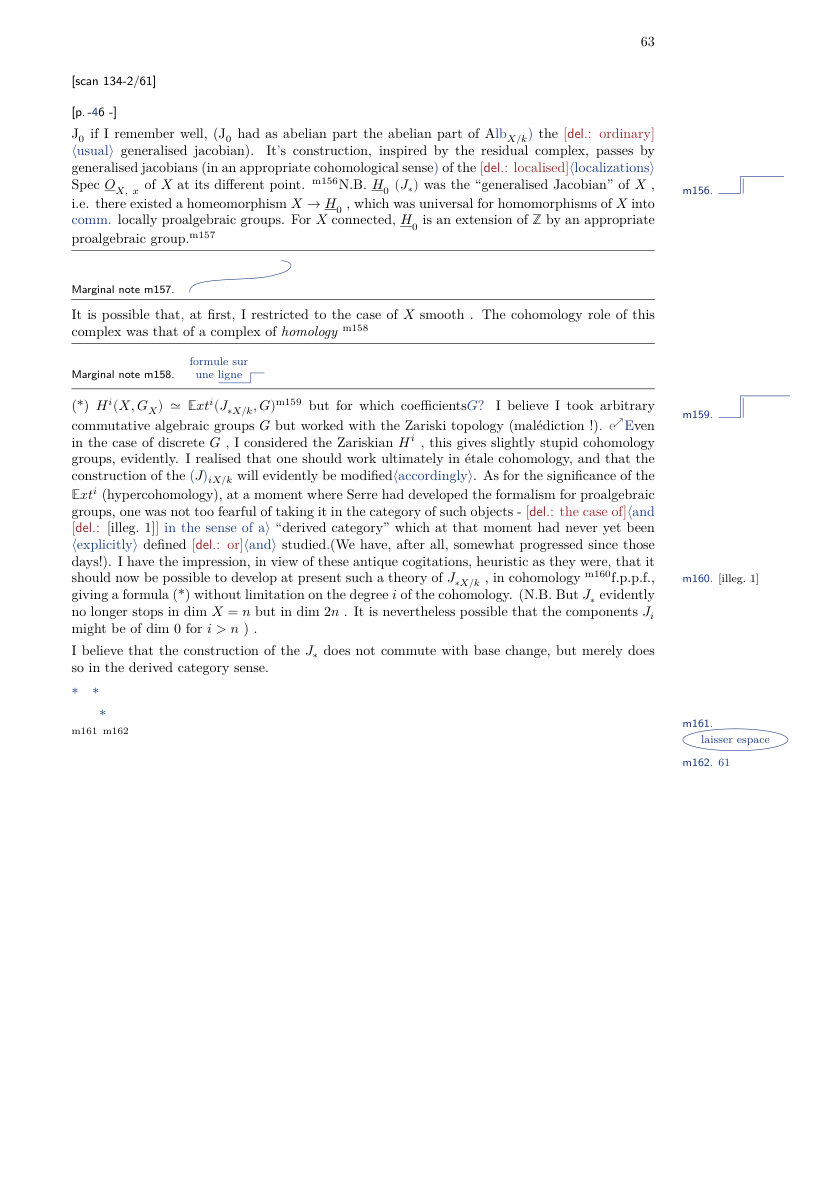 63
[scan 134-2/61]
[p. -46 -]
J0 if I remember well, (J0 had as abelian part the abelian part of AlbX/k) the [del.: ordinary]
⟨usual⟩ generalised jacobian). It's construction, inspired by the residual complex, passes by
generalised jacobians (in an appropriate cohomological sense) of the [del.: localised]⟨localizations⟩
Spec OX, x of X at its different point. m156N.B. H0 (J∗) was the “generalised Jacobian” of X ,
i.e. there existed a homeomorphism X → H0 , which was universal for homomorphisms of X into
comm. locally proalgebraic groups. For X connected, H0 is an extension of ℤ by an appropriate
proalgebraic group.m157
m156.
Marginal note m157.
It is possible that, at first, I restricted to the case of X smooth . The cohomology role of this
complex was that of a complex of homology m158
formule sur
Marginal note m158. une ligne
(*) Hi(X, GX) ≃ 𝔼xti(J∗X/k, G)m159 but for which coefficientsG? I believe I took arbitrary
commutative algebraic groups G but worked with the Zariski topology (malédiction !). e↗Even
in the case of discrete G , I considered the Zariskian Hi , this gives slightly stupid cohomology
groups, evidently. I realised that one should work ultimately in étale cohomology, and that the
construction of the (J)iX/k will evidently be modified⟨accordingly⟩. As for the significance of the
𝔼xti (hypercohomology), at a moment where Serre had developed the formalism for proalgebraic
groups, one was not too fearful of taking it in the category of such objects - [del.: the case of]⟨and
[del.: [illeg. 1]] in the sense of a⟩ “derived category” which at that moment had never yet been
⟨explicitly⟩ defined [del.: or]⟨and⟩ studied.(We have, after all, somewhat progressed since those
days!). I have the impression, in view of these antique cogitations, heuristic as they were, that it
should now be possible to develop at present such a theory of J∗X/k , in cohomology m160f.p.p.f.,
giving a formula (*) without limitation on the degree i of the cohomology. (N.B. But J∗ evidently
no longer stops in dim X = n but in dim 2n . It is nevertheless possible that the components Ji
might be of dim 0 for i > n ) .
m159.
m160. [illeg. 1]
I believe that the construction of the J∗ does not commute with base change, but merely does
so in the derived category sense.
∗ ∗
∗
m161 m162
m161.
laisser espace
m162. 61